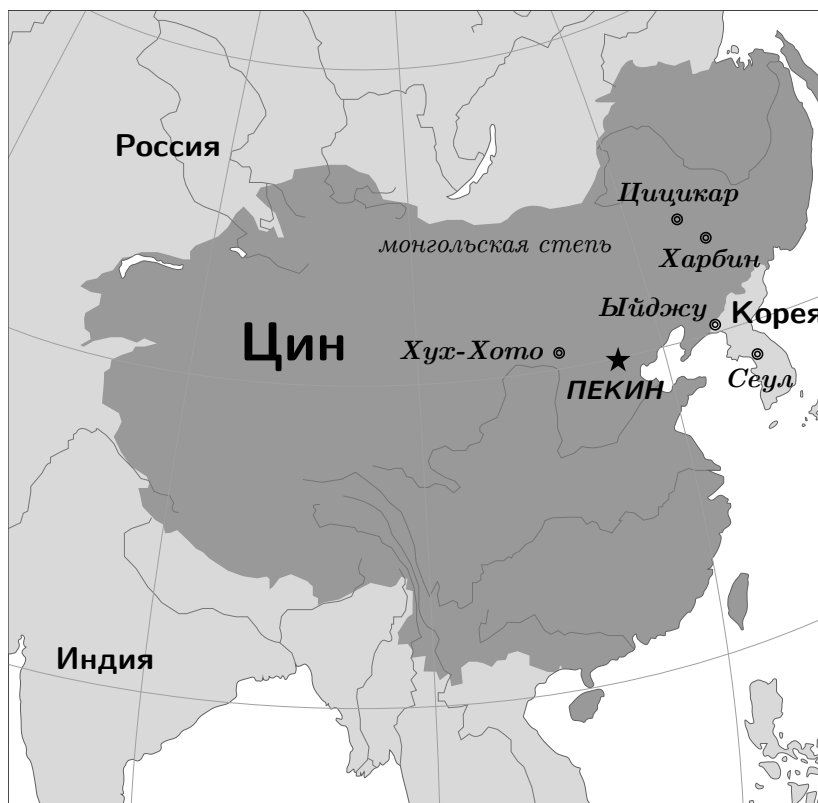 Россия
Цицикар
монгольская степь
Харбин
Ыйджу
Корея
Цин
Хух-Хото
Сеул
ПЕКИН
Индия